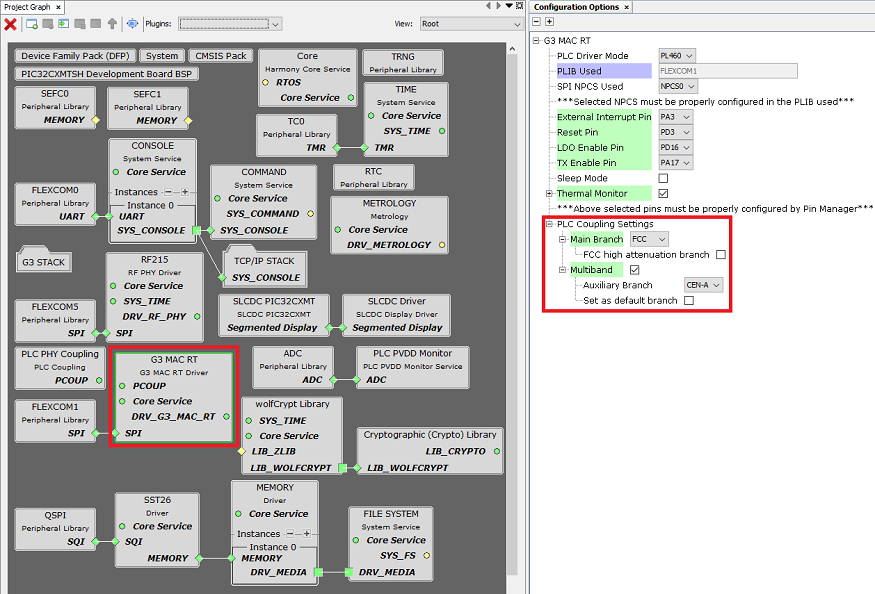 Project Graph ×
Plugins:
View: Root
Device Family Pack (DFP)
System
CMSIS Pack
PIC32CXMTSH Development Board BSP
Core
Harmony Core Service
RTOS
Core Service
TRNG
Peripheral Library
SEFC0
Peripheral Library
MEMORY
SEFC1
Peripheral Library
MEMORY
TIME
Core Service
SYS_TIME
TMR
TC0
Peripheral Library
TMR
CONSOLE
System Service
Core Service
Instances
Instance 0
UART
SYS_CONSOLE
COMMAND
System Service
Core Service
SYS_COMMAND
SYS_CONSOLE
RTC
Peripheral Library
FLEXCOM0
Peripheral Library
UART
METROLOGY
Metrology
Core Service
DRV_METROLOGY
G3 STACK
RF215
RF PHY Driver
Core Service
SYS_TIME
DRV_RF_PHY
SPI
TCP/IP STACK
SYS_CONSOLE
FLEXCOM5
Peripheral Library
SPI
SLCDC PIC32CXMT
SLCDC PIC32CXMT
Segmented Display
SLCDC Driver
SLCDC Display Driver
Segmented Display
PLC PHY Coupling
PLC Coupling
PCOUP
G3 MAC RT
G3 MAC RT Driver
PCOUP
Core Service
DRV_G3_MAC_RT
SPI
ADC
Peripheral Library
ADC
PLC PVDD Monitor
PLC PVDD Monitor Service
ADC
FLEXCOM1
Peripheral Library
SPI
wolfCrypt Library
SYS_TIME
Core Service
LIB_ZLIB
LIB_WOLFCRYPT
Cryptographic (Crypto) Library
LIB_CRYPTO
LIB_WOLFCRYPT
QSPI
Peripheral Library
SQI
SST26
Driver
Core Service
SQI
MEMORY
MEMORY
Driver
Core Service
Instances
Instance 0
MEMORY
DRV_MEDIA
FILE SYSTEM
System Service
Core Service
SYS_FS
DRV_MEDIA
Configuration Options ×
G3 MAC RT
PLC Driver Mode PL460
PLIB Used FLEXCOM1
SPI NPCS Used NPCS0
***Selected NPCS must be properly configured in the PLIB used***
External Interrupt Pin PA3
Reset Pin PD3
LDO Enable Pin PD16
TX Enable Pin PA17
Sleep Mode
Thermal Monitor
***Above selected pins must be properly configured by Pin Manager***
PLC Coupling Settings
Main Branch FCC
FCC high attenuation branch
Multiband
Auxiliary Branch CEN-A
Set as default branch